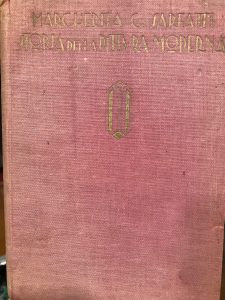 MARGHERITA G. SARFATTI
STORIA DELLA PITTURA MODERNA